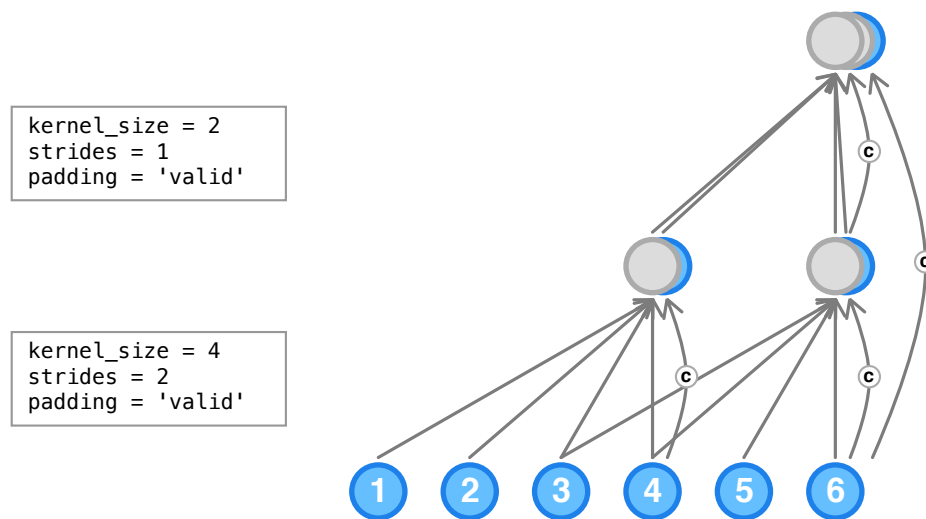 kernel_size = 2
strides = 1
padding = 'valid'
c
c
kernel_size = 4
strides = 2
padding = 'valid'
c
c
1 2 3 4 5 6